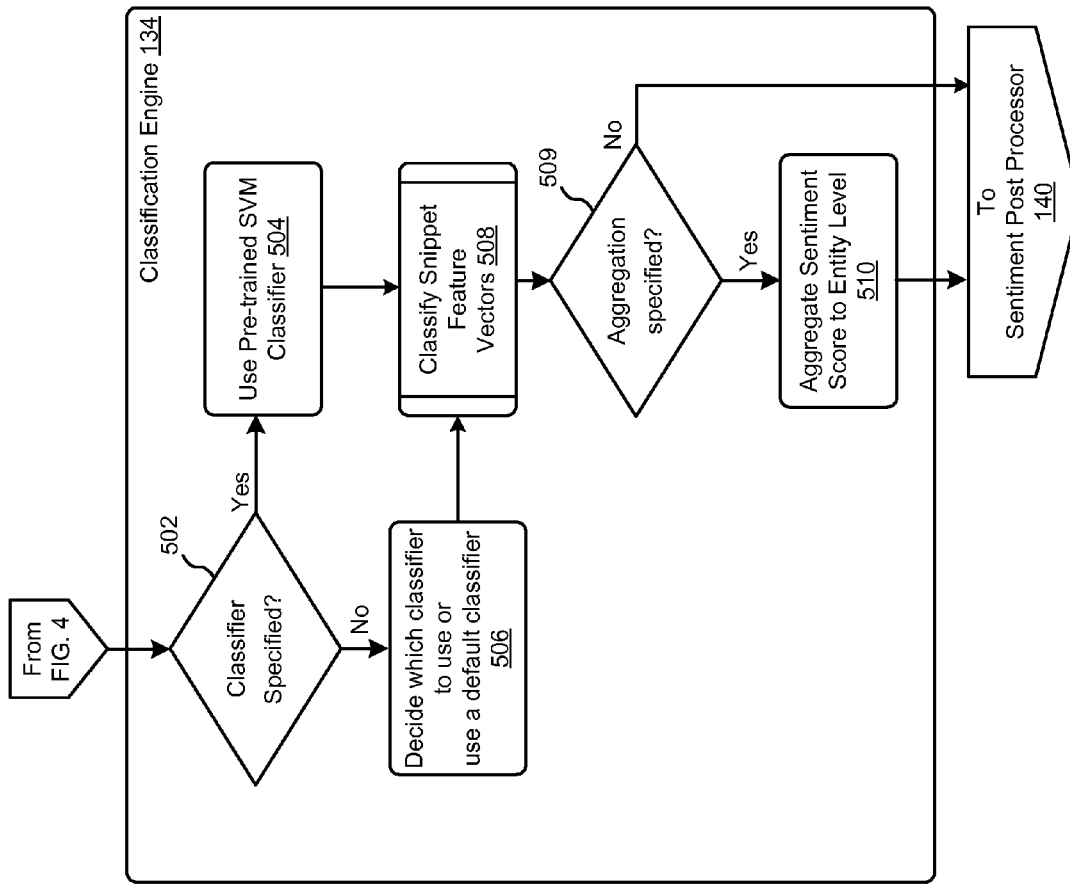 From
FIG. 4
Classification Engine 134
502
Classifier
Specified?
Yes
No
Use Pre-trained SVM
Classifier 504
Decide which classifier
to use or
use a default classifier
506
Classify Snippet
Feature
Vectors 508
509
Aggregation
specified?
No
Yes
Aggregate Sentiment
Score to Entity Level
510
To
Sentiment Post Processor
140